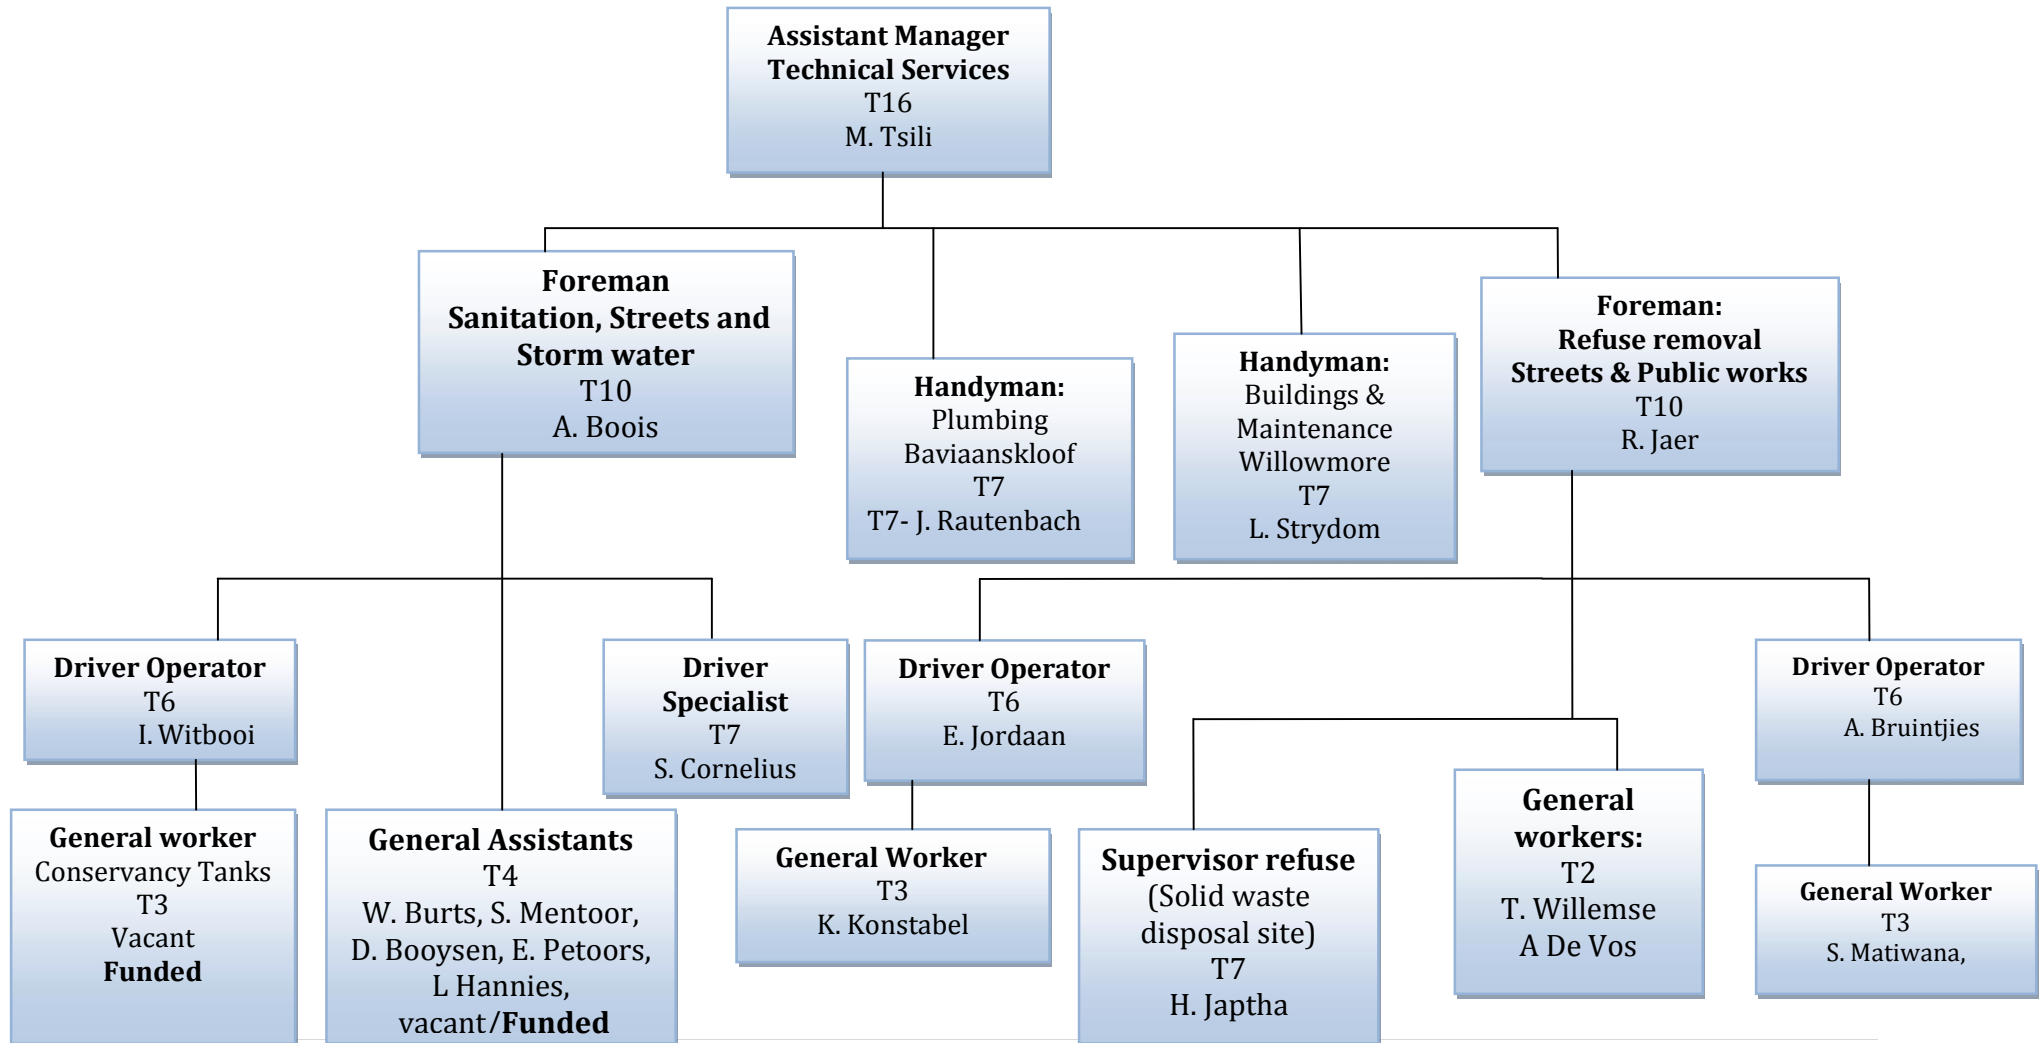 Assistant Manager
Technical Services
T16
M. Tsili
Foreman
Sanitation, Streets and
Storm water
T10
A. Boois
Handyman:
Plumbing
Baviaanskloof
T7
T7- J. Rautenbach
Handyman:
Buildings &
Maintenance
Willowmore
T7
L. Strydom
Foreman:
Refuse removal
Streets & Public works
T10
R. Jaer
Driver Operator
T6
I. Witbooi
Driver
Specialist
T7
S. Cornelius
Driver Operator
T6
E. Jordaan
Driver Operator
T6
A. Bruintjies
General worker
Conservancy Tanks
T3
Vacant
Funded
General Assistants
T4
W. Burts, S. Mentoor,
D. Booysen, E. Petoors,
L Hannies,
vacant/Funded
General Worker
T3
K. Konstabel
Supervisor refuse
(Solid waste
disposal site)
T7
H. Japtha
General
workers:
T2
T. Willemse
A De Vos
General Worker
T3
S. Matiwana,